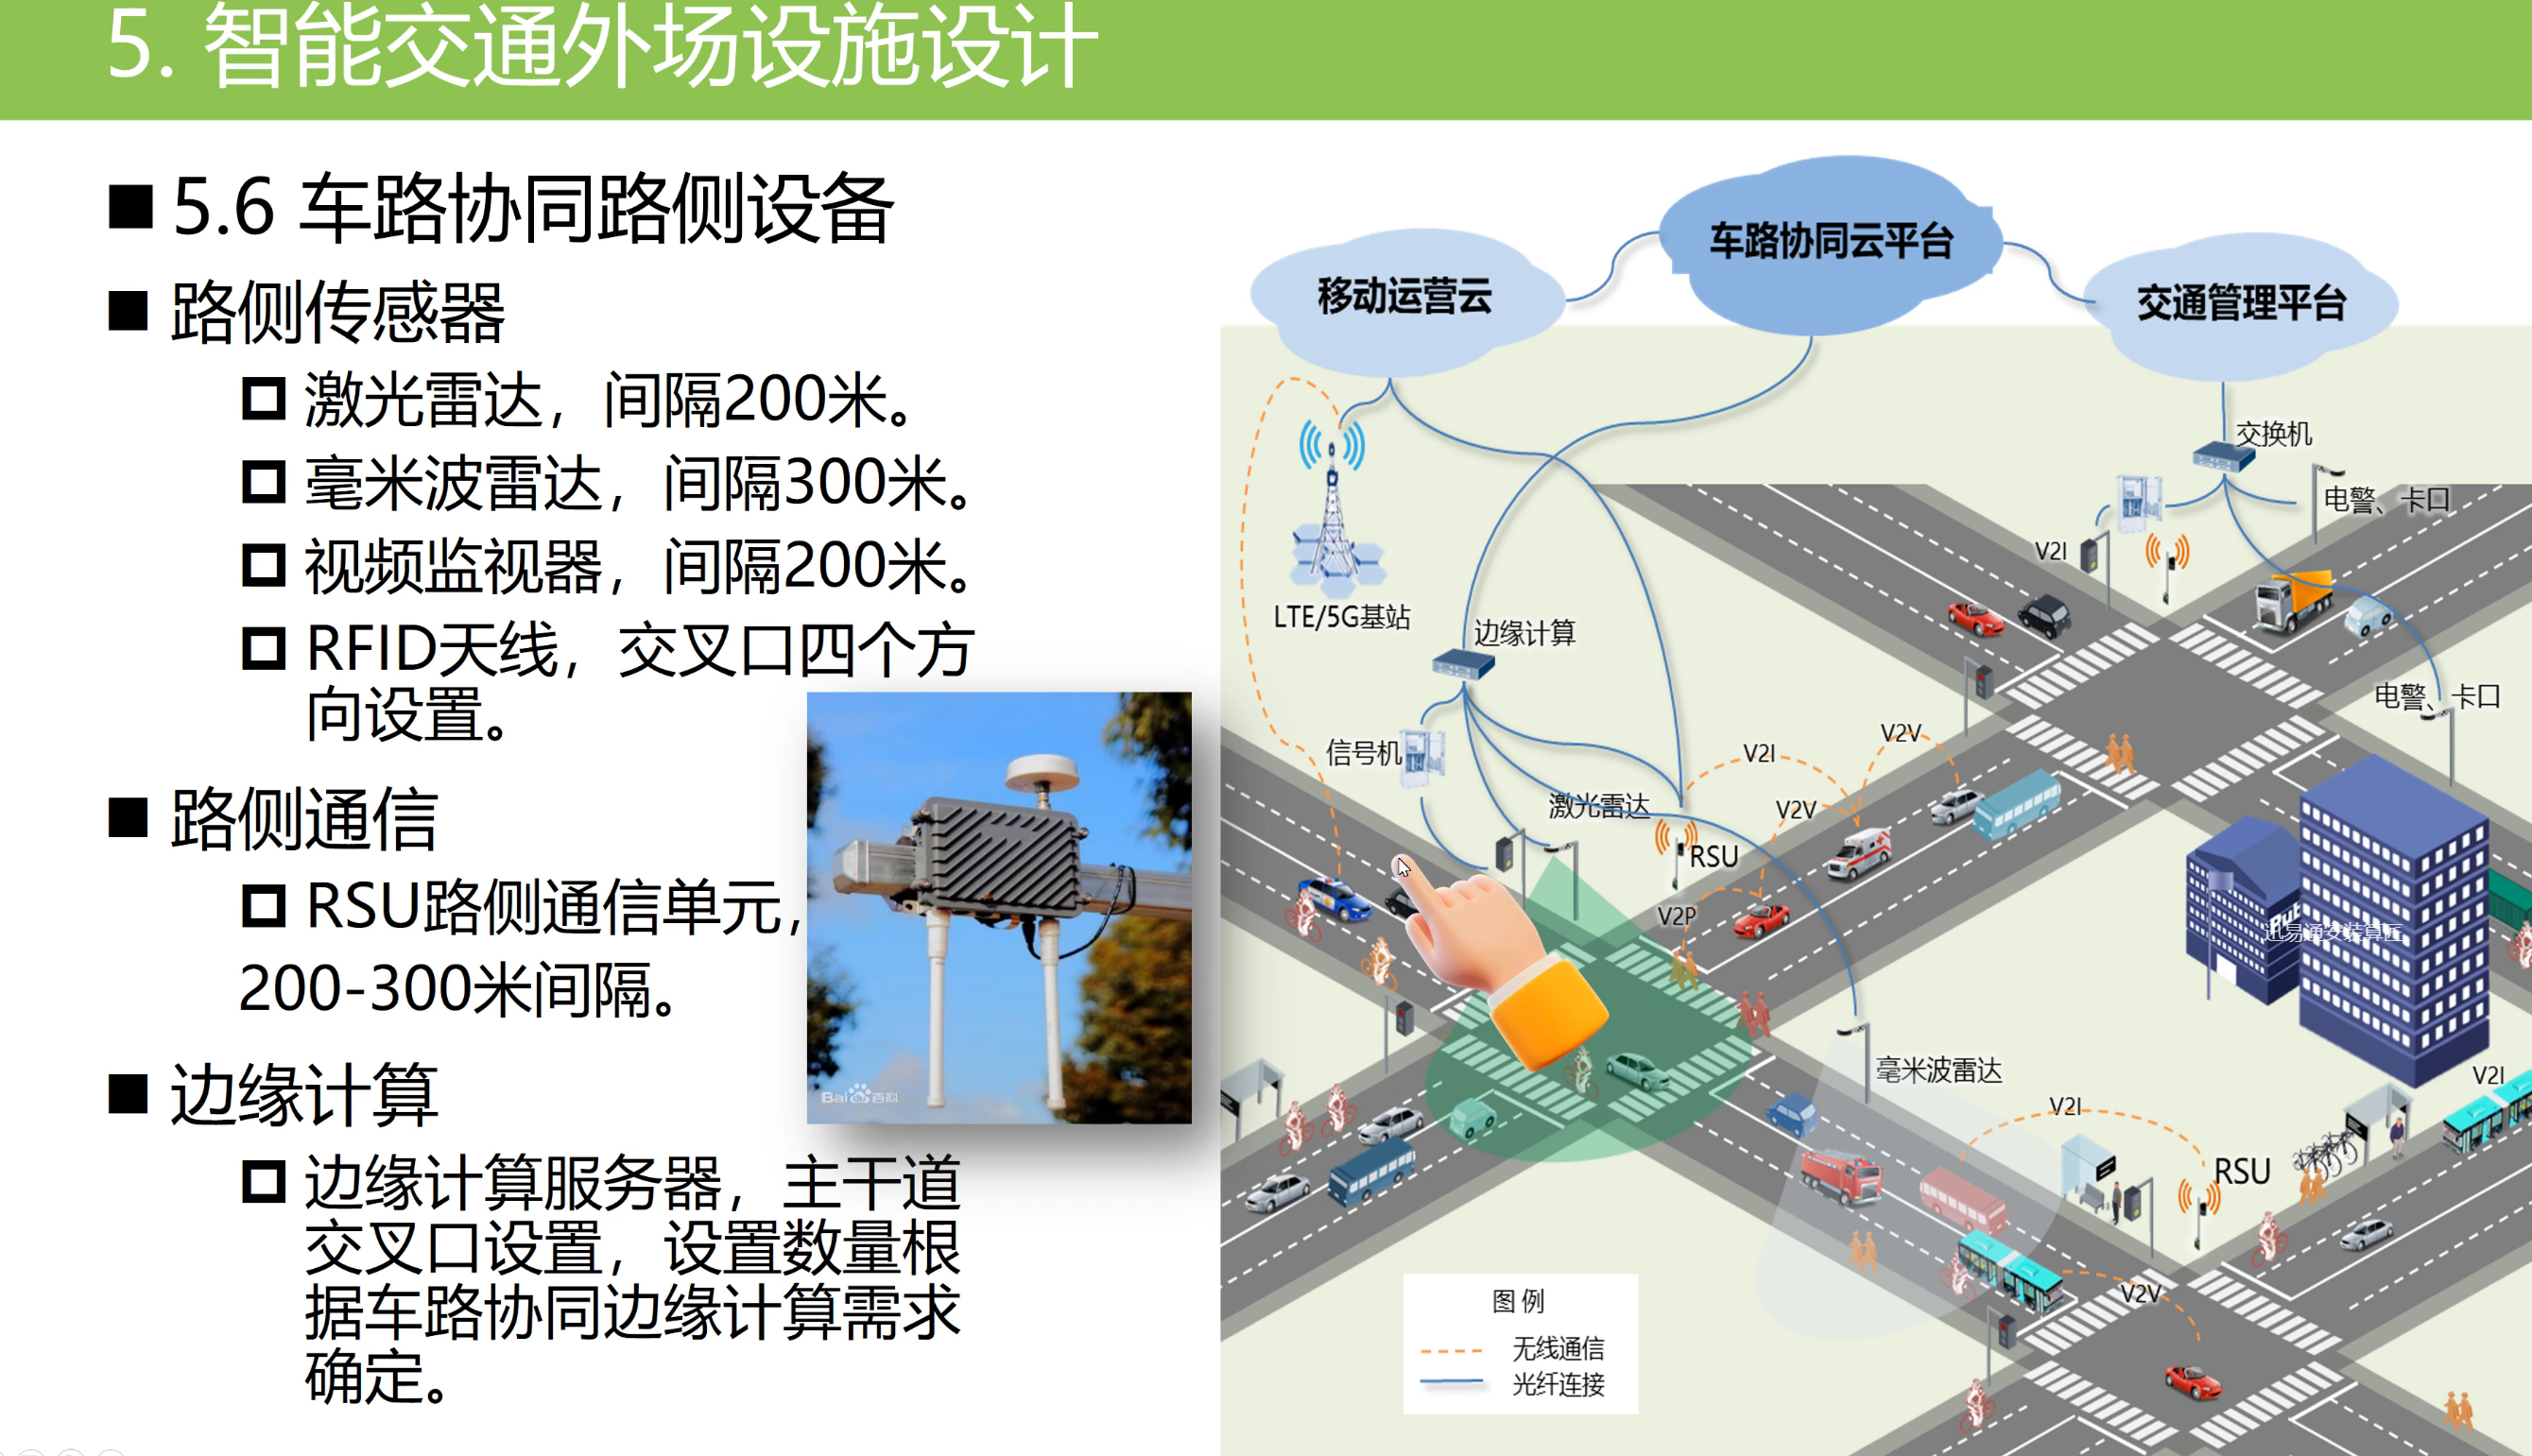 5. 智能交通外场设施设计
5.6 车路协同路侧设备
路侧传感器
激光雷达，间隔200米。
毫米波雷达，间隔300米。
视频监视器，间隔200米。
RFID天线，交叉口四个方
向设置。
路侧通信
RSU路侧通信单元，
200-300米间隔。
边缘计算
边缘计算服务器，主干道
交叉口设置，设置数量根
据车路协同边缘计算需求
确定。
Bai百科
移动运营云
车路协同云平台
交通管理平台
交换机
电警、卡口
V2I
LTE/5G基站
边缘计算
电警、卡口
信号机
V2I
V2V
激光雷达
V2V
RSU
V2P
迅易通安装算匠
毫米波雷达
V2I
V2I
RSU
V2V
图 例
无线通信
光纤连接